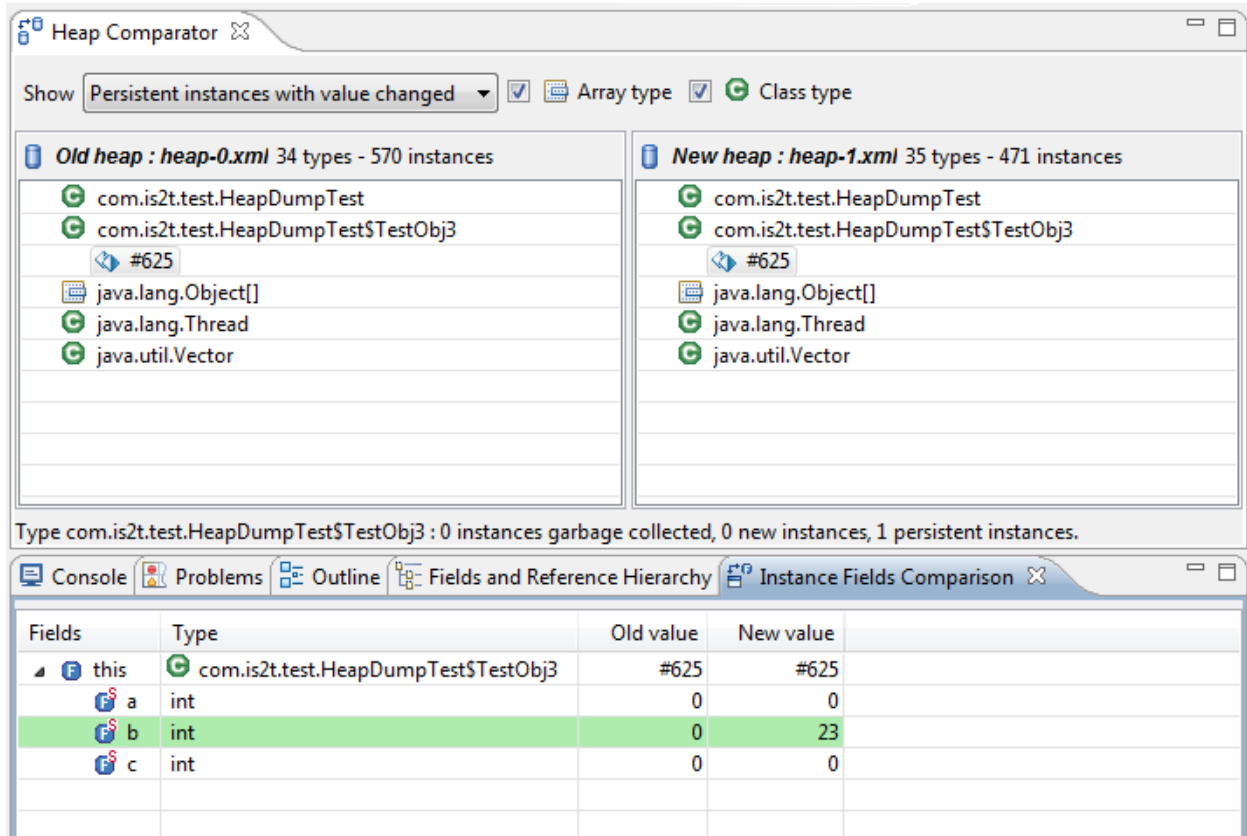 Heap Comparator
Show Persistent instances with value changed Array type Class type
Old heap : heap-0.xml 34 types - 570 instances
com.is2t.test.HeapDumpTest
com.is2t.test.HeapDumpTest$TestObj3
#625
java.lang.Object[]
java.lang.Thread
java.util.Vector
New heap : heap-1.xml 35 types - 471 instances
com.is2t.test.HeapDumpTest
com.is2t.test.HeapDumpTest$TestObj3
#625
java.lang.Object[]
java.lang.Thread
java.util.Vector
Type com.is2t.test.HeapDumpTest$TestObj3 : 0 instances garbage collected, 0 new instances, 1 persistent instances.
Console Problems Outline Fields and Reference Hierarchy Instance Fields Comparison
Fields Type Old value New value
this com.is2t.test.HeapDumpTest$TestObj3 #625 #625
a int 0 0
b int 0 23
c int 0 0